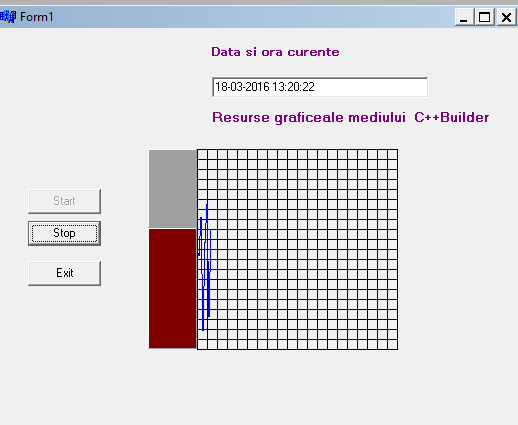 Form1
Data si ora curente
18-03-2016 13:20:22
Resurse graficeale mediului C++Builder
Start
Stop
Exit